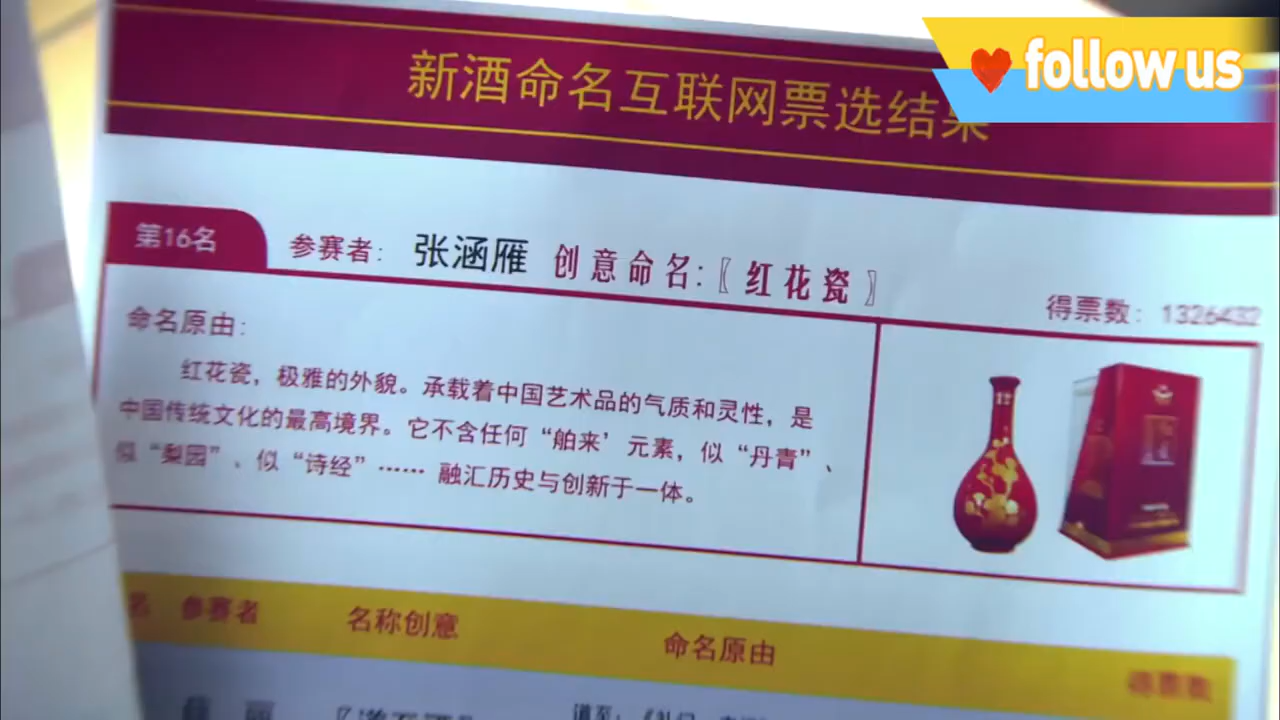 follow us
新酒命名互联网票选结果
第16名 参赛者: 张涵雁 创意命名:〖红花瓷〗
得票数: 1326432
命名原由:
红花瓷，极雅的外貌。承载着中国艺术品的气质和灵性，是
中国传统文化的最高境界。它不含任何“舶来’元素，似“丹青”、
似“梨园”、似“诗经”…… 融汇历史与创新于一体。
名 参赛者 名称创意 命名原由 得票数